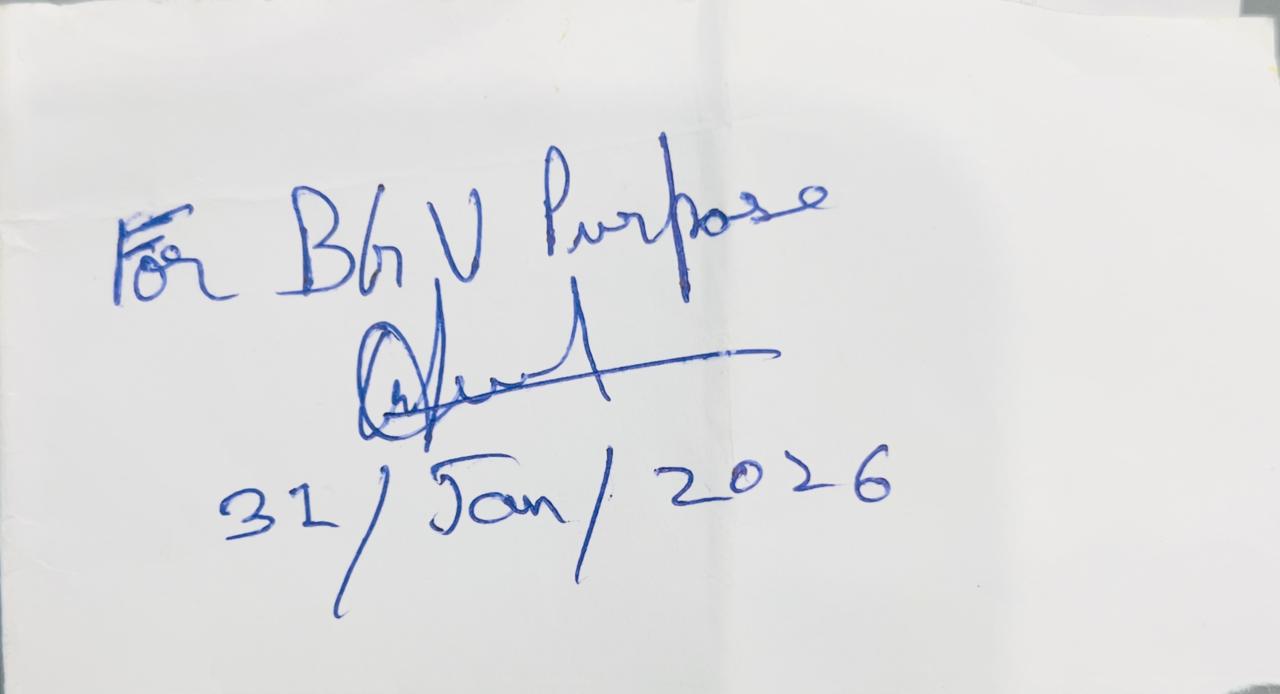 For BGV Purpose
31/Jan/2026